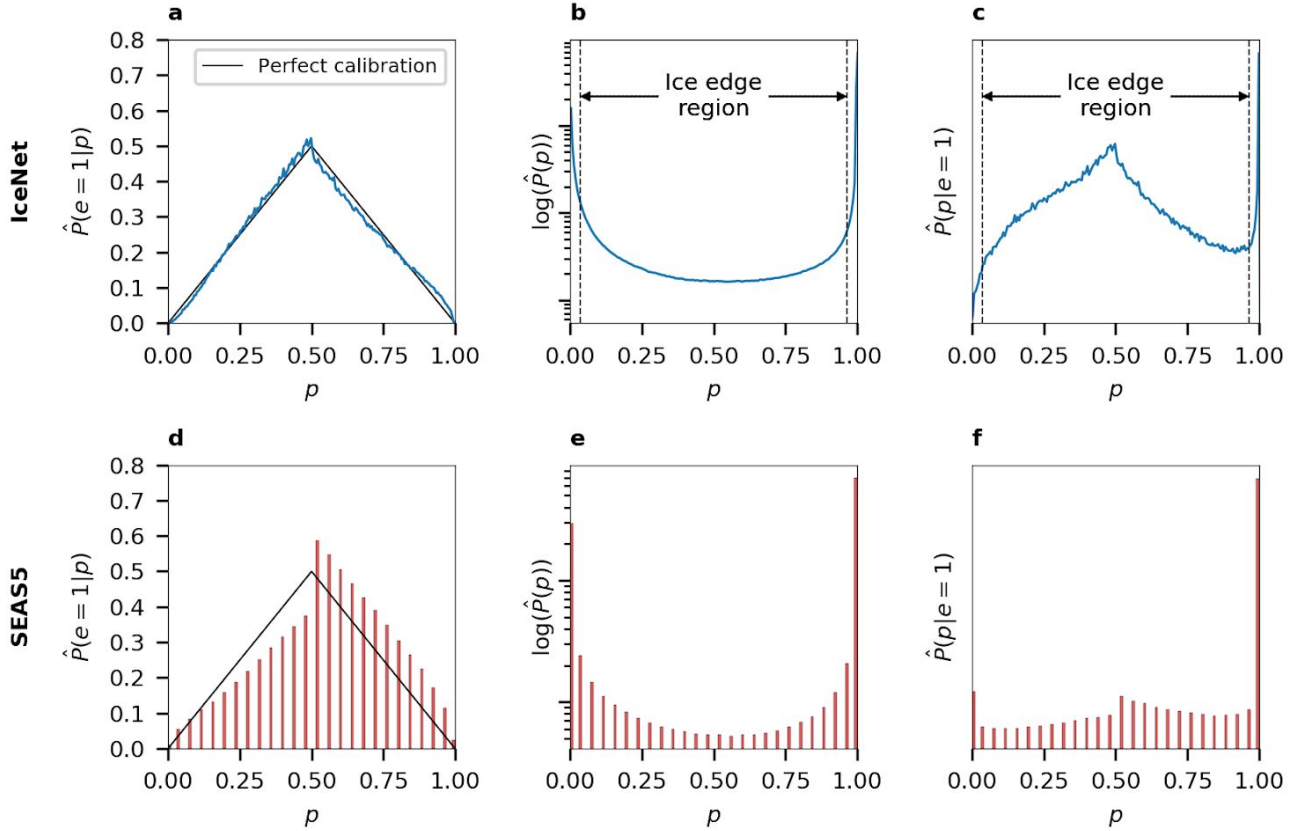 a
b
c
IceNet
P̂(e = 1|p)
0.8
0.7
0.6
0.5
0.4
0.3
0.2
0.1
0.0
Perfect calibration
0.00 0.25 0.50 0.75 1.00
p
log(P̂(p))
Ice edge
region
0.00 0.25 0.50 0.75 1.00
p
P̂(p|e = 1)
Ice edge
region
0.00 0.25 0.50 0.75 1.00
p
d
e
f
SEAS5
P̂(e = 1|p)
0.8
0.7
0.6
0.5
0.4
0.3
0.2
0.1
0.0
0.00 0.25 0.50 0.75 1.00
p
log(P̂(p))
0.00 0.25 0.50 0.75 1.00
p
P̂(p|e = 1)
0.00 0.25 0.50 0.75 1.00
p